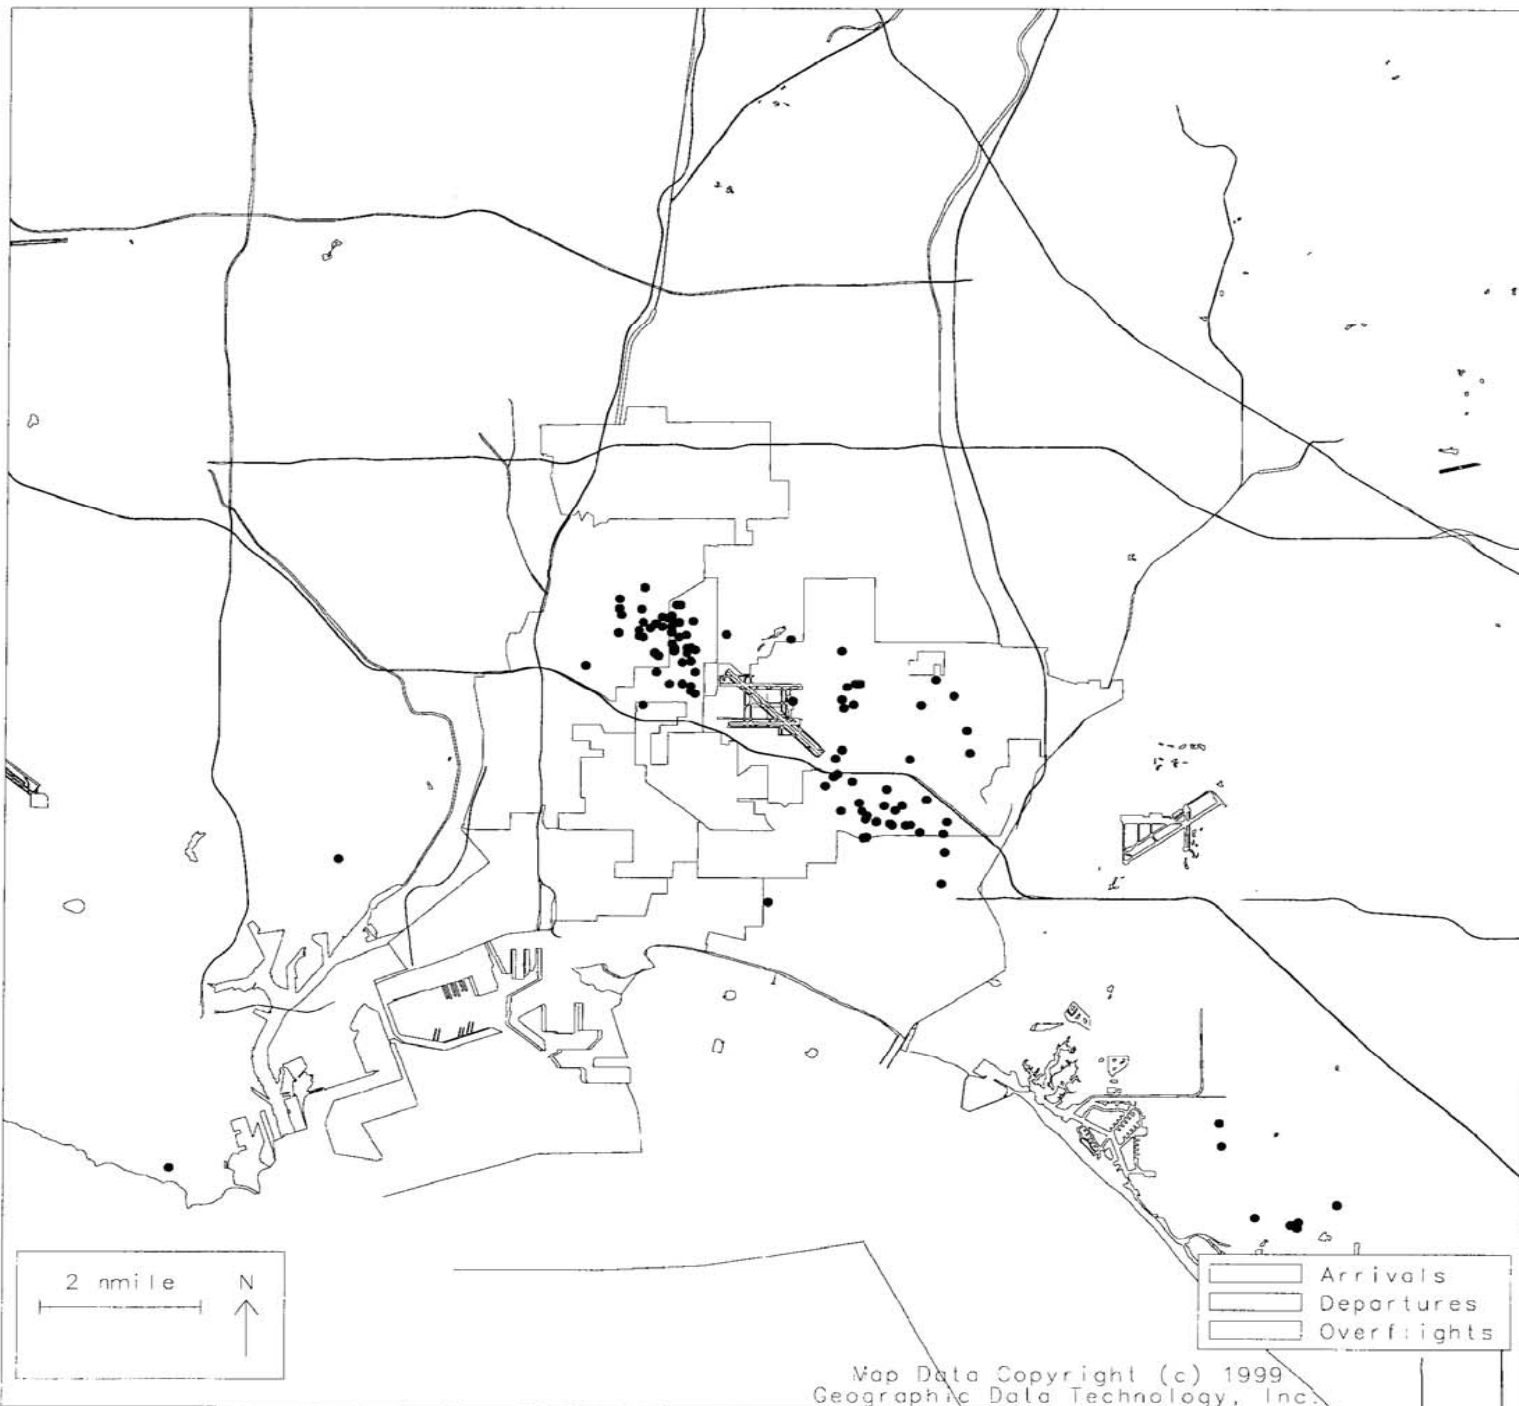 2 nmile
N
Arrivals
Departures
Overflights
Map Data Copyright (c) 1999
Geographic Data Technology, Inc.